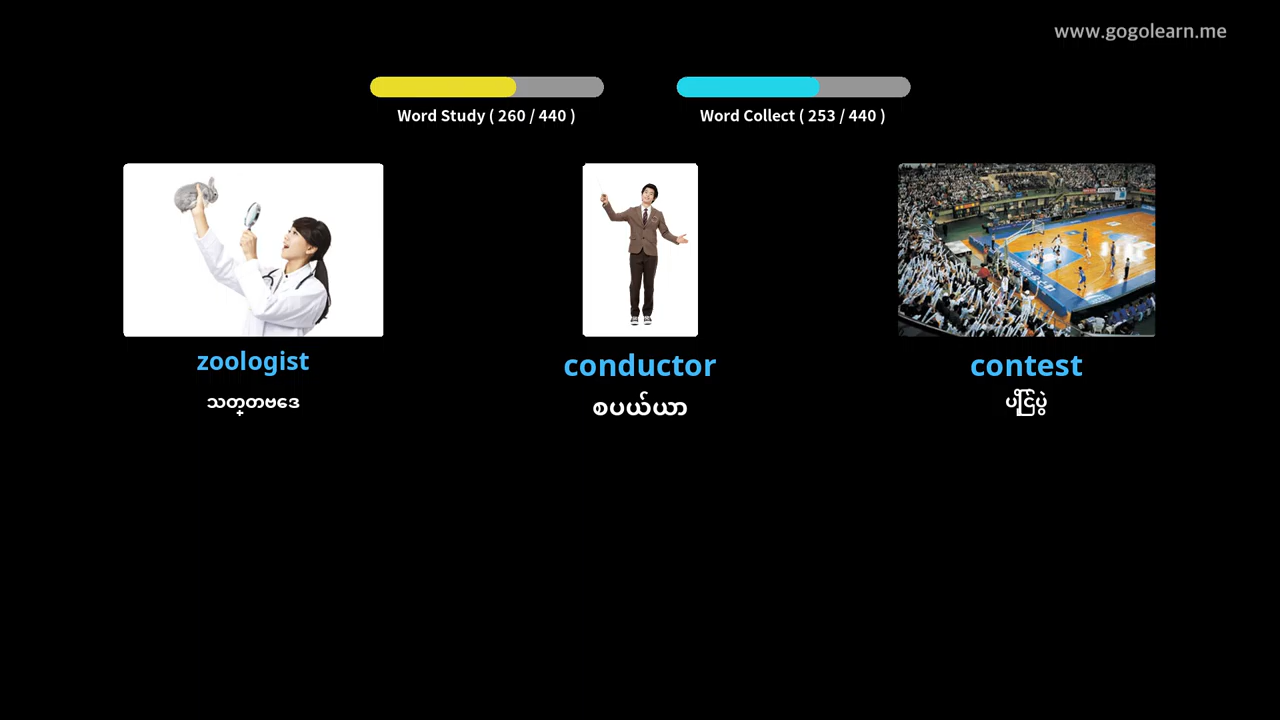 www.gogolearn.me
Word Study ( 260 / 440 )
Word Collect ( 253 / 440 )
zoologist
conductor
contest
သတ္တဗဒေ
စပယ်ယာ
ပြိုင်ပွဲ